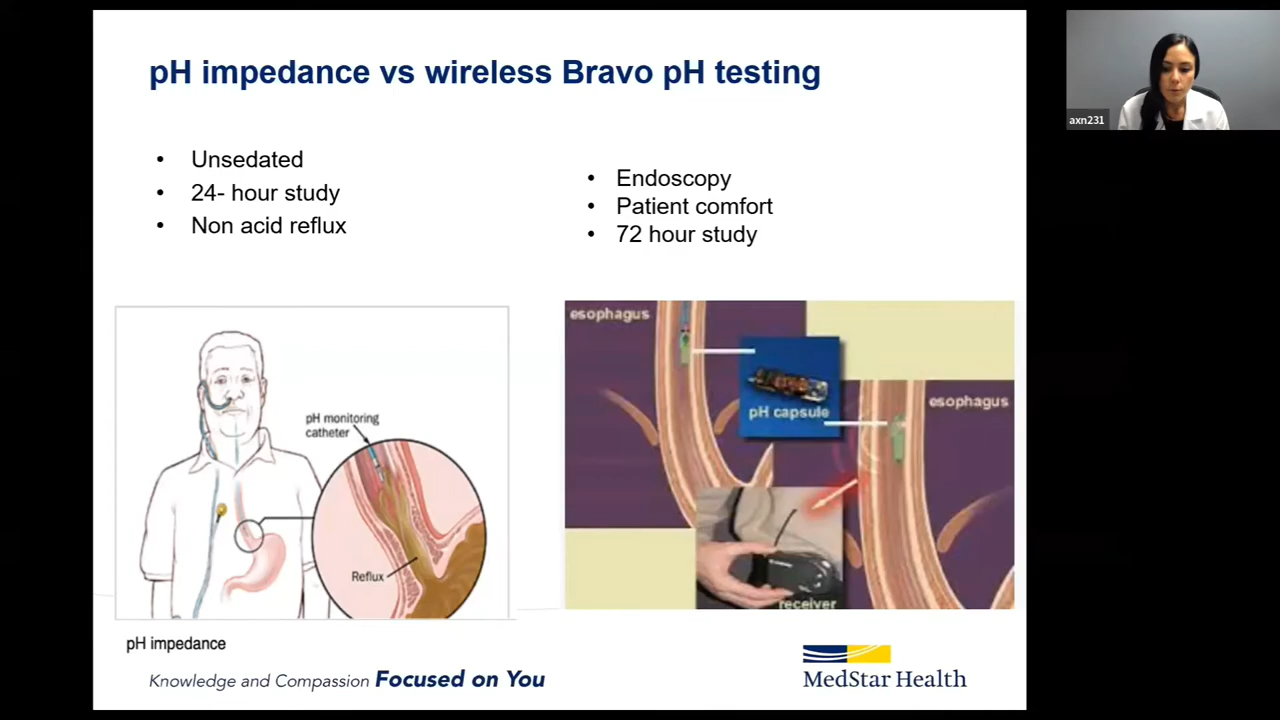 pH impedance vs wireless Bravo pH testing
• Unsedated
• 24- hour study
• Non acid reflux
• Endoscopy
• Patient comfort
• 72 hour study
pH monitoring
catheter
Reflux
pH impedance
esophagus
pH capsule
esophagus
receiver
Knowledge and Compassion Focused on You
MedStar Health
axn231